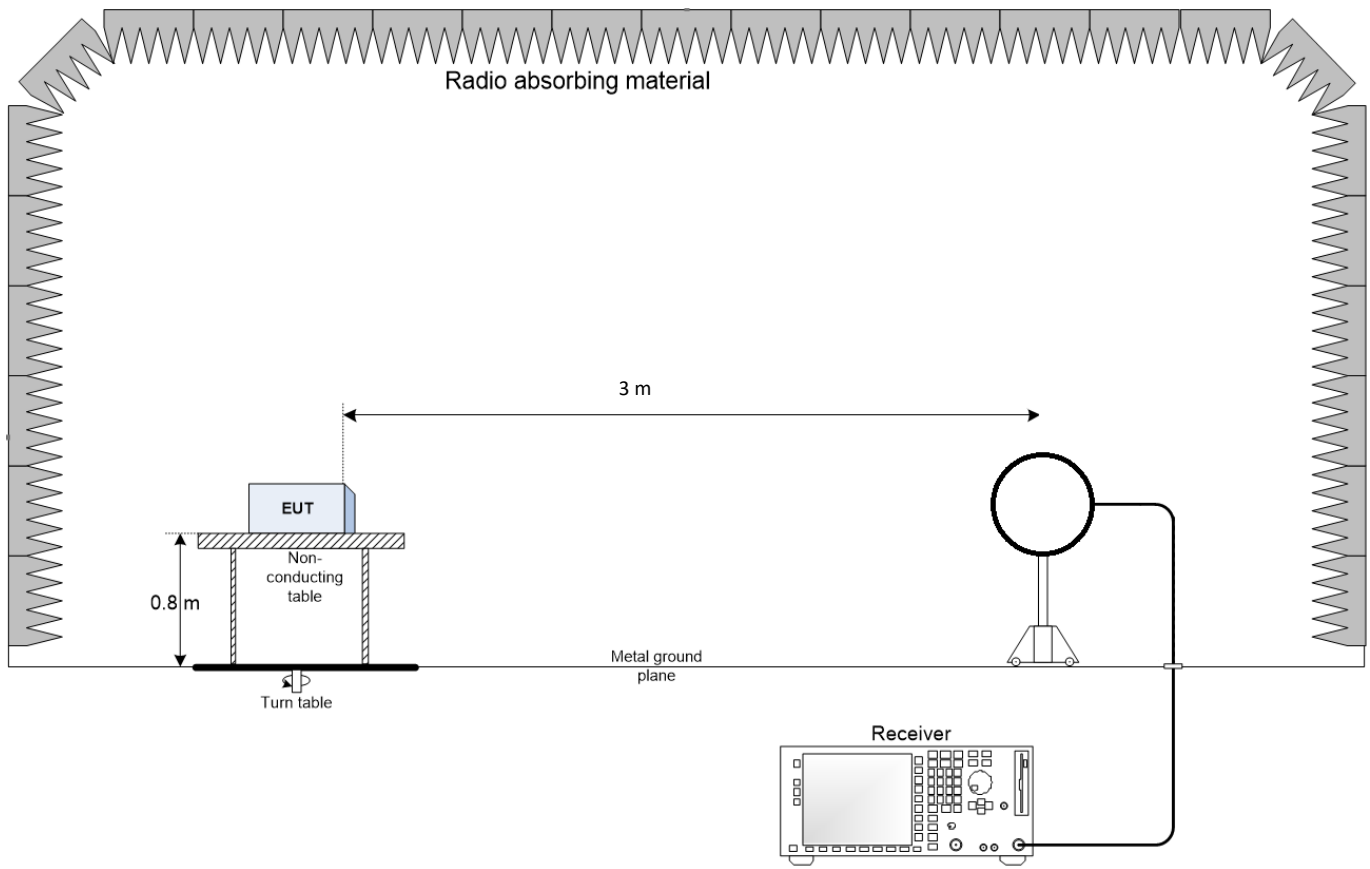 Radio absorbing material
3 m
EUT
Non-
conducting
table
0.8 m
Metal ground
plane
Turn table
Receiver